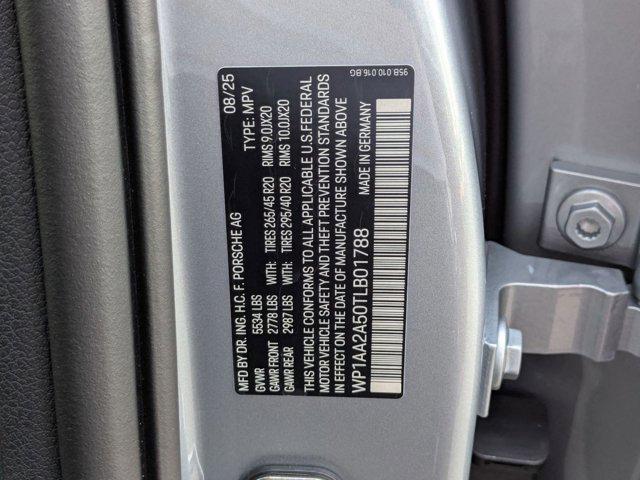 MFD BY DR. ING. H.C. F. PORSCHE AG 08/25
GVWR 5534 LBS TYPE: MPV
GAWR FRONT 2778 LBS WITH TIRES 265/45 R20 RIMS 9.0JX20
GAWR REAR 2987 LBS WITH TIRES 295/40 R20 RIMS 10.0JX20
THIS VEHICLE CONFORMS TO ALL APPLICABLE U.S. FEDERAL
MOTOR VEHICLE SAFETY AND THEFT PREVENTION STANDARDS
IN EFFECT ON THE DATE OF MANUFACTURE SHOWN ABOVE
WP1AA2A50TLB01788 MADE IN GERMANY
95B.010.016.BG